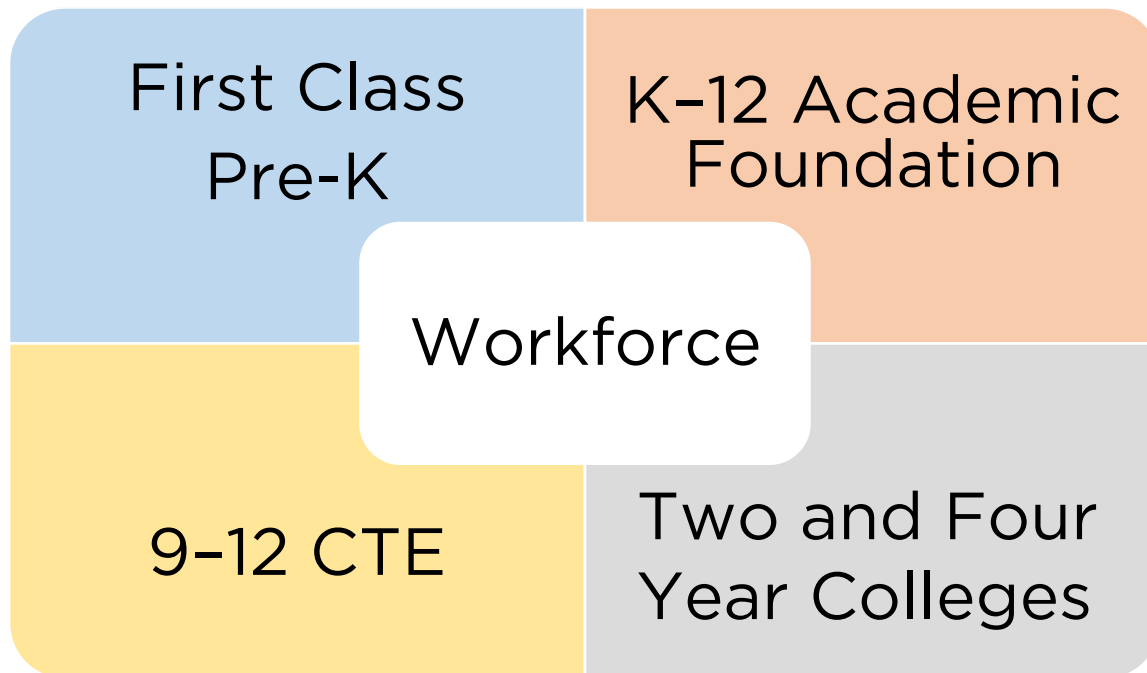 First Class
Pre-K
K–12 Academic
Foundation
Workforce
9–12 CTE
Two and Four
Year Colleges